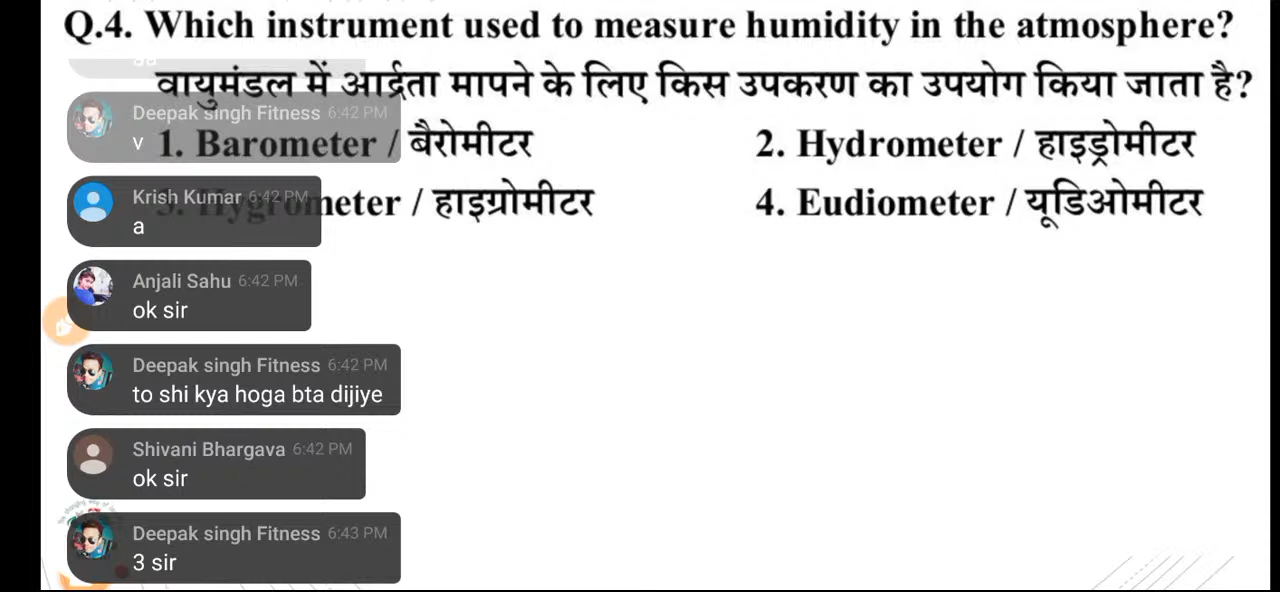 Q.4. Which instrument used to measure humidity in the atmosphere?
वायुमंडल में आर्द्रता मापने के लिए किस उपकरण का उपयोग किया जाता है?
1. Barometer / बैरोमीटर
2. Hydrometer / हाइड्रोमीटर
3. Hygrometer / हाइग्रोमीटर
4. Eudiometer / यूडिओमीटर
Deepak singh Fitness 6:42 PM
v
Krish Kumar 6:42 PM
a
Anjali Sahu 6:42 PM
ok sir
Deepak singh Fitness 6:42 PM
to shi kya hoga bta dijiye
Shivani Bhargava 6:42 PM
ok sir
Deepak singh Fitness 6:43 PM
3 sir